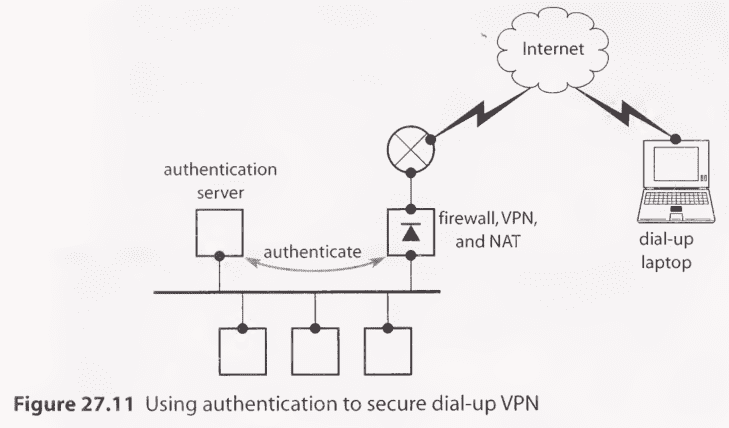 Internet
authentication
server
firewall, VPN,
and NAT
authenticate
dial-up
laptop
Figure 27.11 Using authentication to secure dial-up VPN